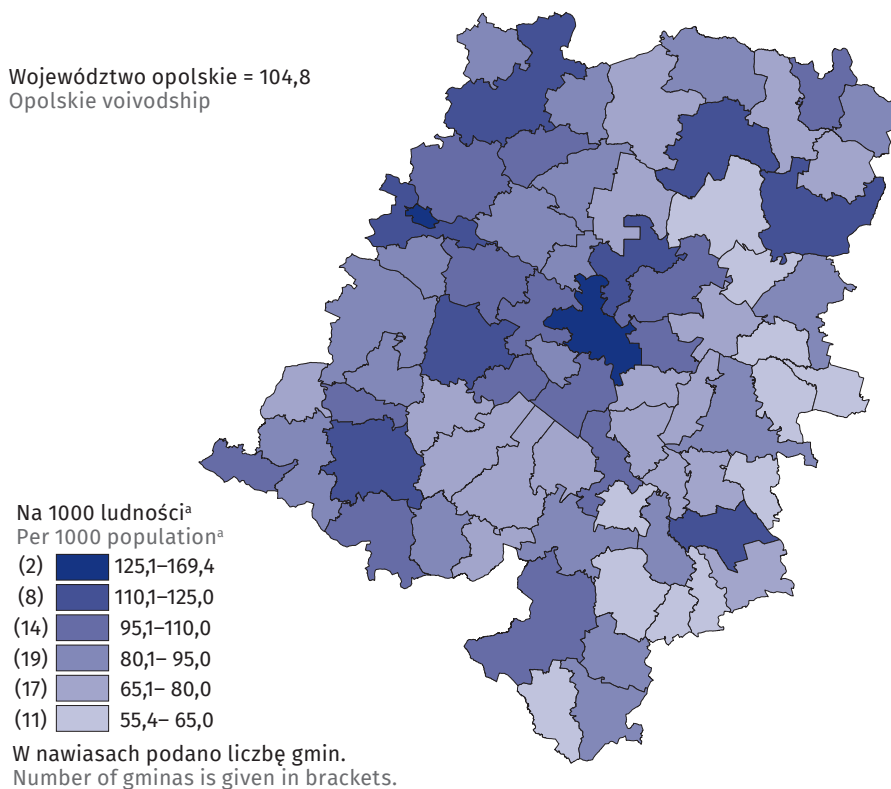 Województwo opolskie = 104,8
Opolskie voivodship
Na 1000 ludnościᵃ
Per 1000 populationᵃ
(2) 125,1–169,4
(8) 110,1–125,0
(14) 95,1–110,0
(19) 80,1– 95,0
(17) 65,1– 80,0
(11) 55,4– 65,0
W nawiasach podano liczbę gmin.
Number of gminas is given in brackets.